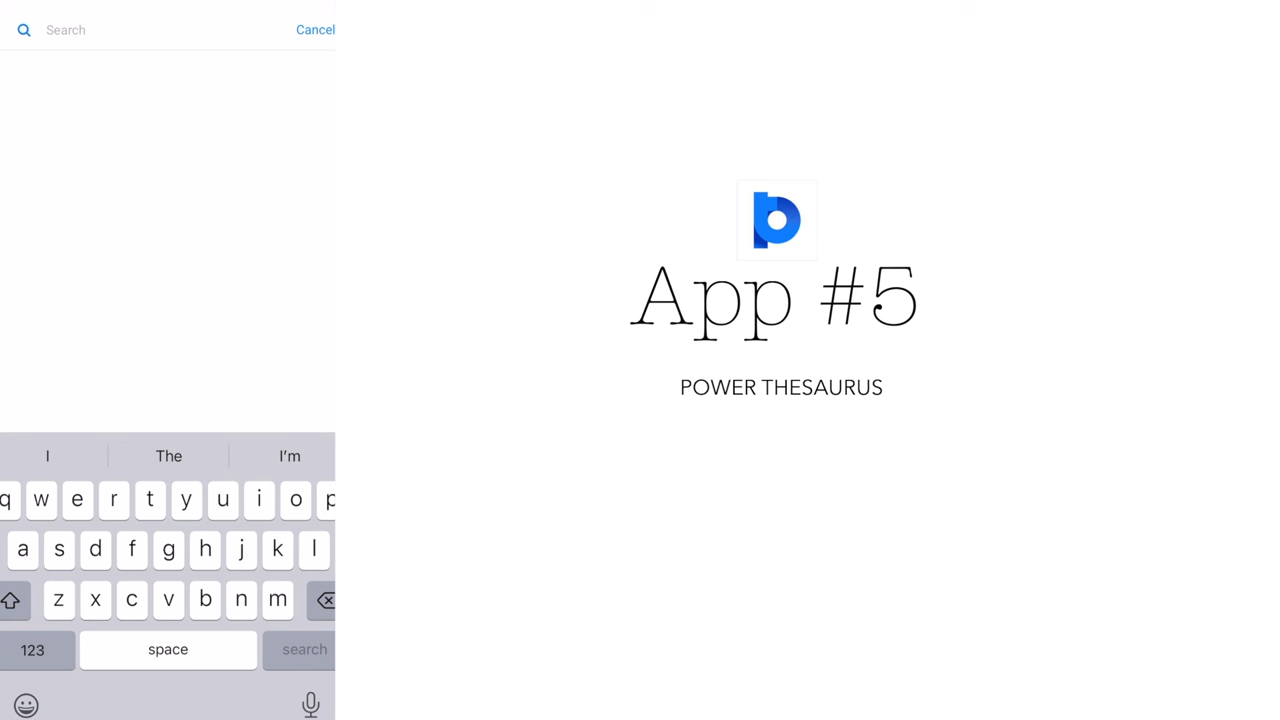 Search Cancel
App #5
POWER THESAURUS
I The I'm
q w e r t y u i o p
a s d f g h j k l
z x c v b n m
123 space search